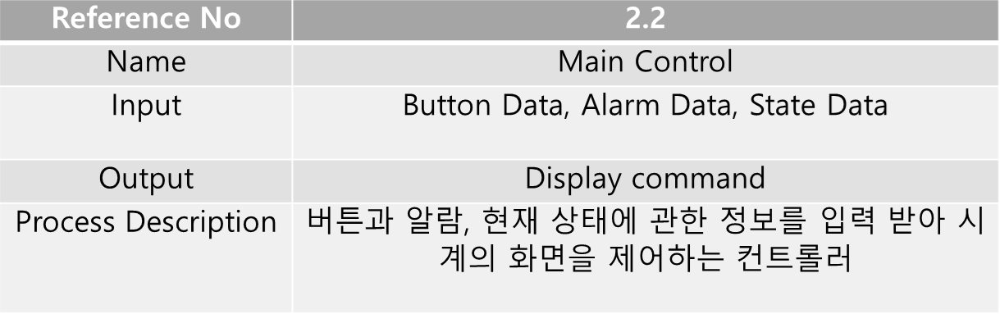 Reference No 2.2
Name Main Control
Input Button Data, Alarm Data, State Data
Output Display command
Process Description 버튼과 알람, 현재 상태에 관한 정보를 입력 받아 시
계의 화면을 제어하는 컨트롤러